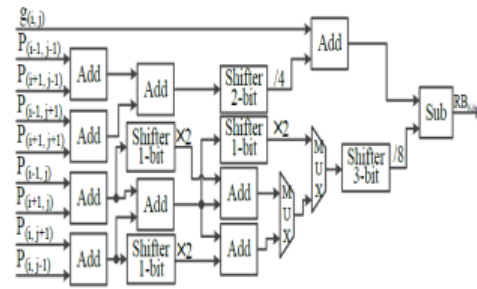 g(i, j)
P(i-1, j-1)
P(i+1, j-1)
P(i-1, j+1)
P(i+1, j+1)
P(i-1, j)
P(i+1, j)
P(i, j+1)
P(i, j-1)
Add
Add
Add
Add
Add
Shifter
1-bit
×2
Add
Shifter
1-bit
×2
Shifter
2-bit
/4
Shifter
1-bit
×2
Add
Add
Add
MUX
MUX
Shifter
3-bit
/8
Sub
RB